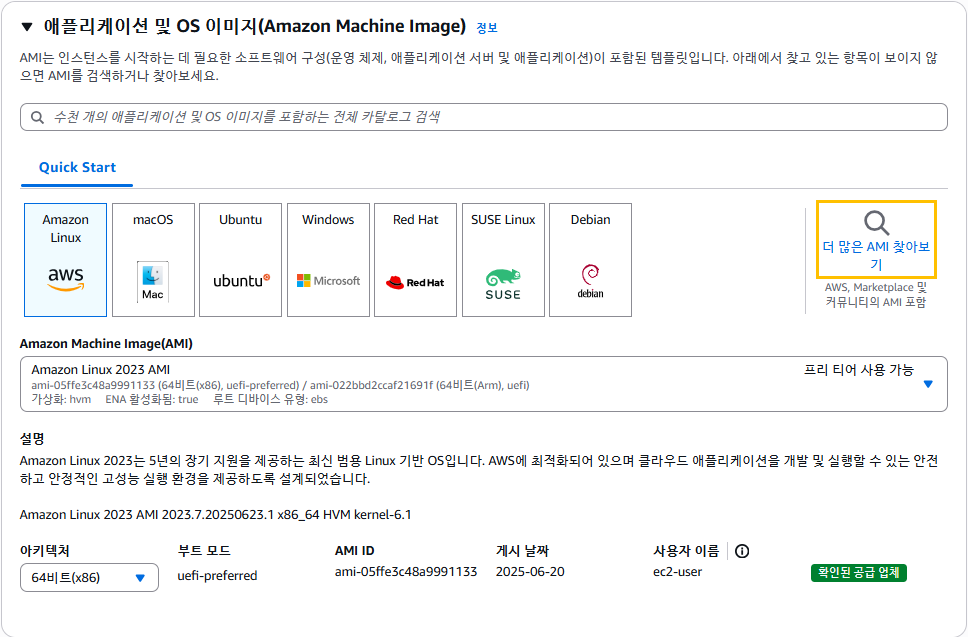 애플리케이션 및 OS 이미지(Amazon Machine Image) 정보
AMI는 인스턴스를 시작하는 데 필요한 소프트웨어 구성(운영 체제, 애플리케이션 서버 및 애플리케이션)이 포함된 템플릿입니다. 아래에서 찾고 있는 항목이 보이지 않
으면 AMI를 검색하거나 찾아보세요.
수천 개의 애플리케이션 및 OS 이미지를 포함하는 전체 카탈로그 검색
Quick Start
Amazon
Linux
aws
macOS
Mac
Ubuntu
ubuntu
Windows
Microsoft
Red Hat
Red Hat
SUSE Linux
SUSE
Debian
debian
더 많은 AMI 찾아보
기
AWS, Marketplace 및
커뮤니티의 AMI 포함
Amazon Machine Image(AMI)
Amazon Linux 2023 AMI 프리 티어 사용 가능
ami-05ffe3c48a9991133 (64비트(x86), uefi-preferred) / ami-022bbd2ccaf21691f (64비트(Arm), uefi)
가상화: hvm ENA 활성화됨: true 루트 디바이스 유형: ebs
설명
Amazon Linux 2023는 5년의 장기 지원을 제공하는 최신 범용 Linux 기반 OS입니다. AWS에 최적화되어 있으며 클라우드 애플리케이션을 개발 및 실행할 수 있는 안전
하고 안정적인 고성능 실행 환경을 제공하도록 설계되었습니다.
Amazon Linux 2023 AMI 2023.7.20250623.1 x86_64 HVM kernel-6.1
아키텍처 부트 모드 AMI ID 게시 날짜 사용자 이름
64비트(x86) uefi-preferred ami-05ffe3c48a9991133 2025-06-20 ec2-user 확인된 공급 업체